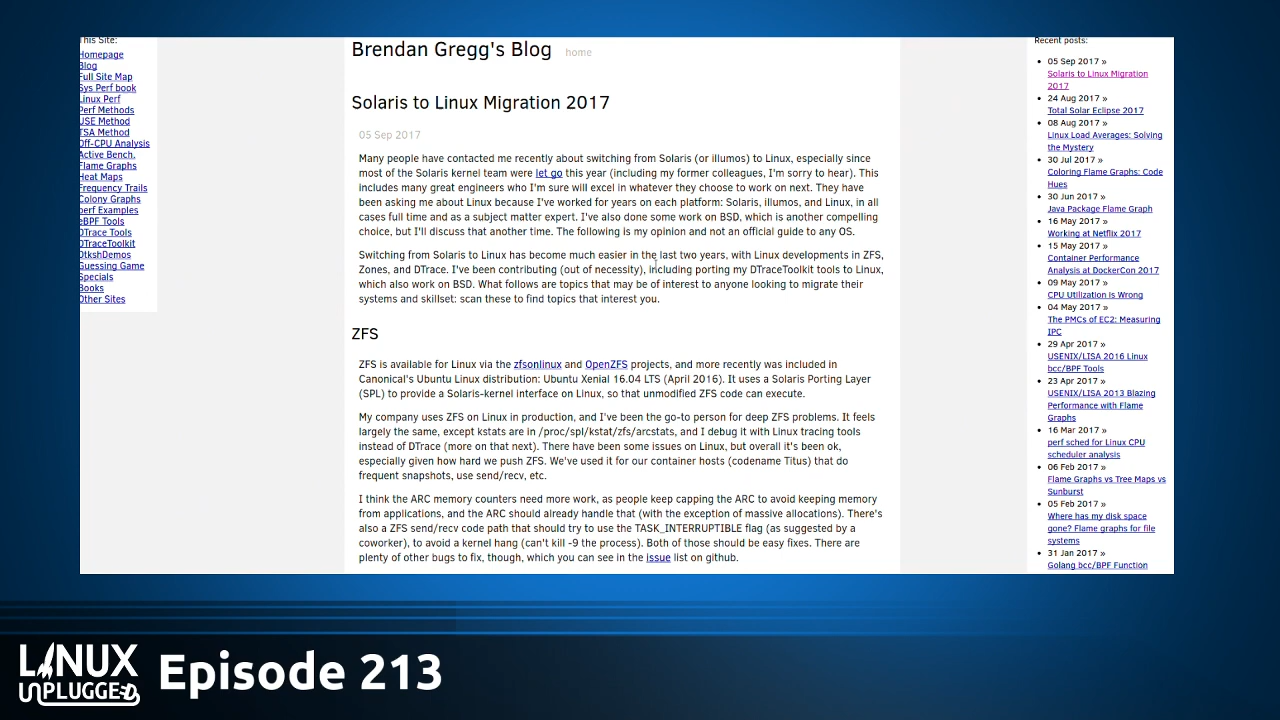 This Site:
Homepage
Blog
Full Site Map
Sys Perf book
Linux Perf
Perf Methods
USE Method
TSA Method
Off-CPU Analysis
Active Bench.
Flame Graphs
Heat Maps
Frequency Trails
Colony Graphs
perf Examples
eBPF Tools
DTrace Tools
DTraceToolkit
DtkshDemos
Guessing Game
Specials
Books
Other Sites
Brendan Gregg's Blog home
Solaris to Linux Migration 2017
05 Sep 2017
Many people have contacted me recently about switching from Solaris (or illumos) to Linux, especially since
most of the Solaris kernel team were let go this year (including my former colleagues, I'm sorry to hear). This
includes many great engineers who I'm sure will excel in whatever they choose to work on next. They have
been asking me about Linux because I've worked for years on each platform: Solaris, illumos, and Linux, in all
cases full time and as a subject matter expert. I've also done some work on BSD, which is another compelling
choice, but I'll discuss that another time. The following is my opinion and not an official guide to any OS.
Switching from Solaris to Linux has become much easier in the last two years, with Linux developments in ZFS,
Zones, and DTrace. I've been contributing (out of necessity), including porting my DTraceToolkit tools to Linux,
which also work on BSD. What follows are topics that may be of interest to anyone looking to migrate their
systems and skillset: scan these to find topics that interest you.
ZFS
ZFS is available for Linux via the zfsonlinux and OpenZFS projects, and more recently was included in
Canonical's Ubuntu Linux distribution: Ubuntu Xenial 16.04 LTS (April 2016). It uses a Solaris Porting Layer
(SPL) to provide a Solaris-kernel interface on Linux, so that unmodified ZFS code can execute.
My company uses ZFS on Linux in production, and I've been the go-to person for deep ZFS problems. It feels
largely the same, except kstats are in /proc/spl/kstat/zfs/arcstats, and I debug it with Linux tracing tools
instead of DTrace (more on that next). There have been some issues on Linux, but overall it's been ok,
especially given how hard we push ZFS. We've used it for our container hosts (codename Titus) that do
frequent snapshots, use send/recv, etc.
I think the ARC memory counters need more work, as people keep capping the ARC to avoid keeping memory
from applications, and the ARC should already handle that (with the exception of massive allocations). There's
also a ZFS send/recv code path that should try to use the TASK_INTERRUPTIBLE flag (as suggested by a
coworker), to avoid a kernel hang (can't kill -9 the process). Both of those should be easy fixes. There are
plenty of other bugs to fix, though, which you can see in the issue list on github.
Recent posts:
• 05 Sep 2017 »
Solaris to Linux Migration
2017
• 24 Aug 2017 »
Total Solar Eclipse 2017
• 08 Aug 2017 »
Linux Load Averages: Solving
the Mystery
• 30 Jul 2017 »
Coloring Flame Graphs: Code
Hues
• 30 Jun 2017 »
Java Package Flame Graph
• 16 May 2017 »
Working at Netflix 2017
• 15 May 2017 »
Container Performance
Analysis at DockerCon 2017
• 09 May 2017 »
CPU Utilization is Wrong
• 04 May 2017 »
The PMCs of EC2: Measuring
IPC
• 29 Apr 2017 »
USENIX/LISA 2016 Linux
bcc/BPF Tools
• 23 Apr 2017 »
USENIX/LISA 2013 Blazing
Performance with Flame
Graphs
• 16 Mar 2017 »
perf sched for Linux CPU
scheduler analysis
• 06 Feb 2017 »
Flame Graphs vs Tree Maps vs
Sunburst
• 05 Feb 2017 »
Where has my disk space
gone? Flame graphs for file
systems
• 31 Jan 2017 »
Golang bcc/BPF Function
LINUX
UNPLUGGED
Episode 213